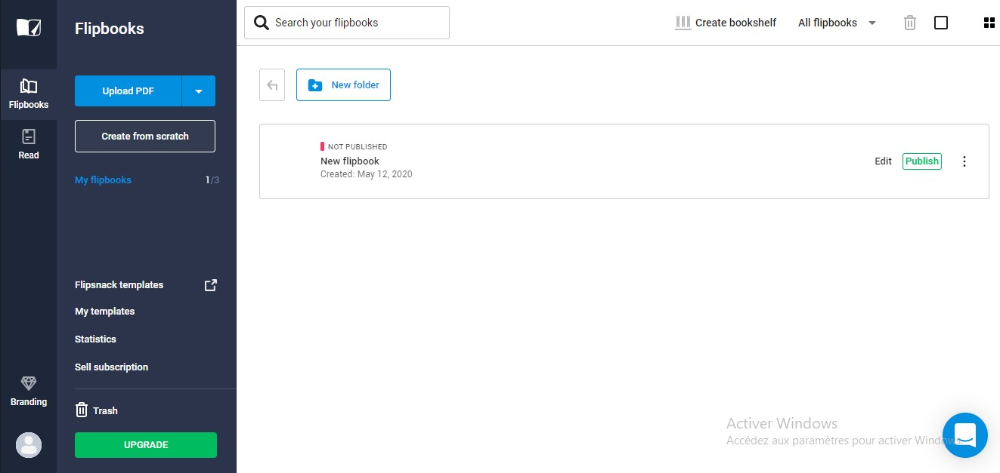 Flipbooks
Read
Branding
Flipbooks
Upload PDF
Create from scratch
My flipbooks 1/3
Flipsnack templates
My templates
Statistics
Sell subscription
Trash
UPGRADE
Search your flipbooks
Create bookshelf
All flipbooks
New folder
NOT PUBLISHED
New flipbook
Created: May 12, 2020
Edit
Publish
Activer Windows
Accédez aux paramètres pour activer Windows.